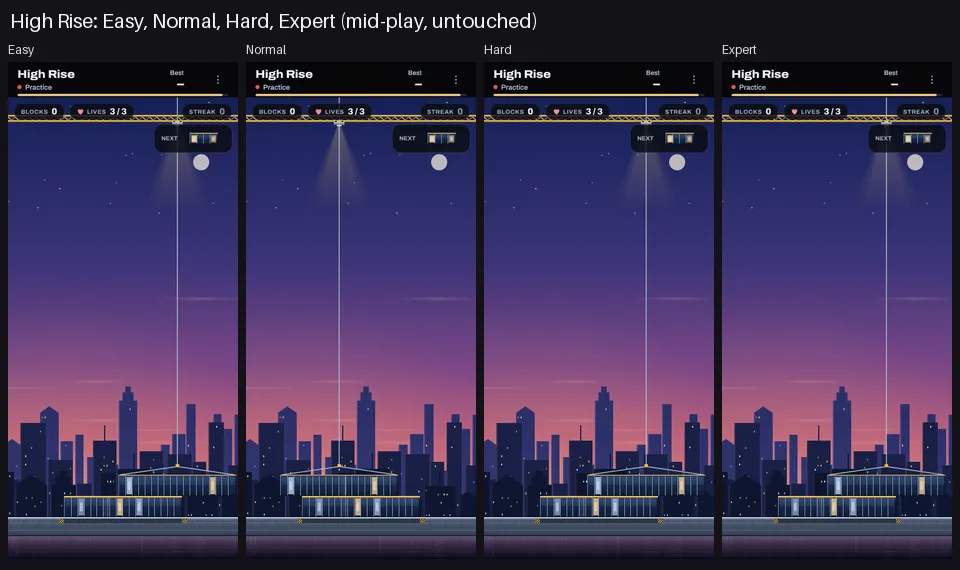 High Rise: Easy, Normal, Hard, Expert (mid-play, untouched)
Easy
High Rise
Practice
Best
BLOCKS 0
LIVES 3/3
STREAK 0
NEXT
Normal
High Rise
Practice
Best
BLOCKS 0
LIVES 3/3
STREAK 0
NEXT
Hard
High Rise
Practice
Best
BLOCKS 0
LIVES 3/3
STREAK 0
NEXT
Expert
High Rise
Practice
Best
BLOCKS 0
LIVES 3/3
STREAK 0
NEXT